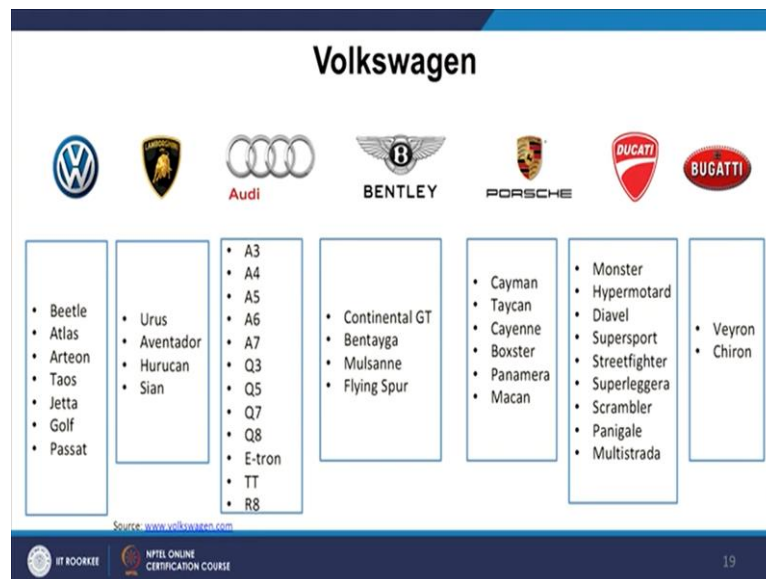 Volkswagen
LAMBORGHINI
Audi
B
BENTLEY
PORSCHE
DUCATI
BUGATTI
• Beetle
• Atlas
• Arteon
• Taos
• Jetta
• Golf
• Passat
• Urus
• Aventador
• Hurucan
• Sian
• A3
• A4
• A5
• A6
• A7
• Q3
• Q5
• Q7
• Q8
• E-tron
• TT
• R8
• Continental GT
• Bentayga
• Mulsanne
• Flying Spur
• Cayman
• Taycan
• Cayenne
• Boxster
• Panamera
• Macan
• Monster
• Hypermotard
• Diavel
• Supersport
• Streetfighter
• Superleggera
• Scrambler
• Panigale
• Multistrada
• Veyron
• Chiron
Source: www.volkswagen.com
IIT ROORKEE
NPTEL ONLINE
CERTIFICATION COURSE
19